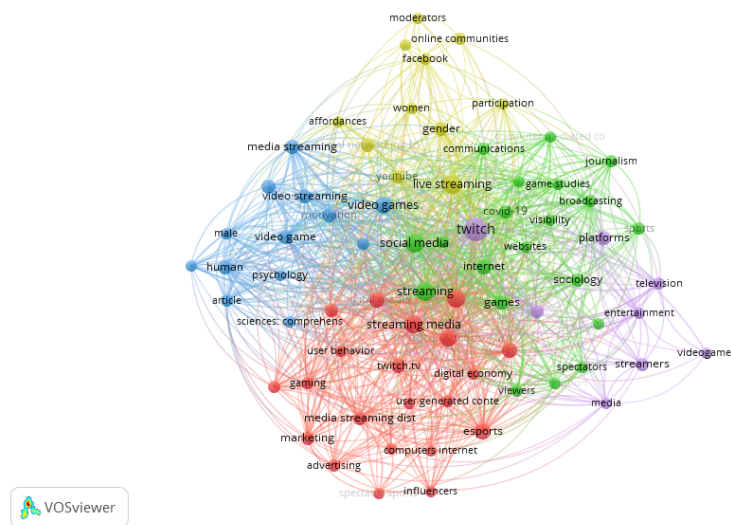 moderators
online communities
facebook
women
participation
affordances
gender
media streaming
communications
journalism
youtube
live streaming
game studies
video streaming
video games
broadcasting
motivation
covid-19
visibility
sports
male
video game
twitch
platforms
social media
websites
human
psychology
internet
sociology
television
article
streaming
games
entertainment
sciences: comprehens
streaming media
user behavior
videogame
twitch.tv
digital economy
spectators
streamers
gaming
viewers
user generated conte
media
media streaming dist
esports
marketing
computers internet
advertising
influencers
VOSviewer